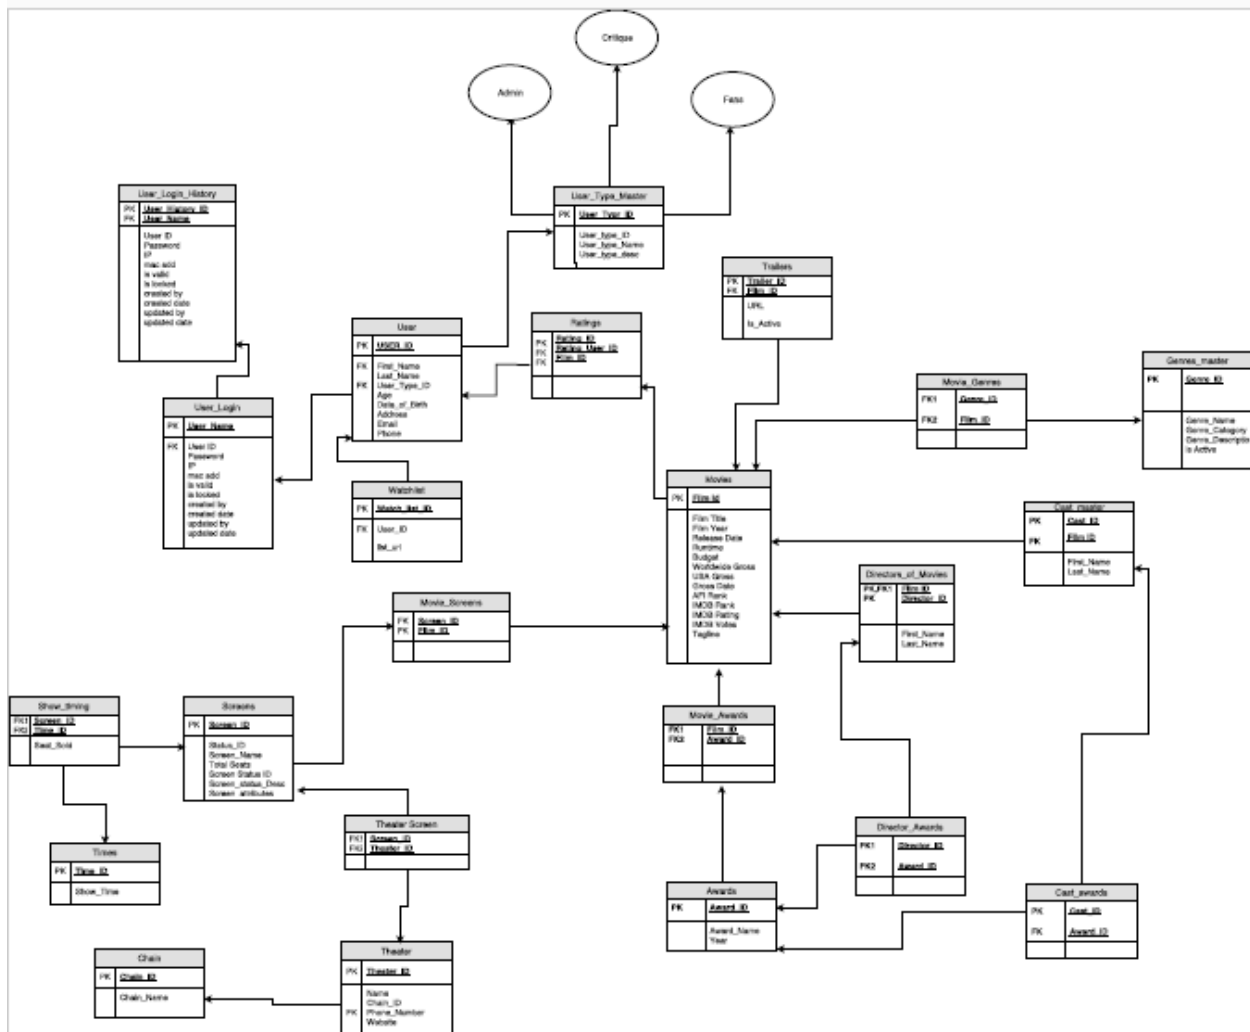 Critique
Admin
Fans
User_Login_History
PK User_History_ID
PK User_Name
User ID
Password
IP
mac add
is valid
is locked
created by
created date
updated by
updated date
User_Type_Master
PK User_Typr_ID
User_type_ID
User_type_Name
User_type_desc
Trailers
PK Trailer_ID
FK Film_ID
URL
Is_Active
User
PK USER_ID
FK First_Name
Last_Name
FK User_Type_ID
Age
Date_of_Birth
Address
Email
Phone
Ratings
PK Rating_ID
FK Rating_User_ID
FK Film_ID
Movie_Genres
FK1 Genre_ID
FK2 Film_ID
Genres_master
PK Genre_ID
Genre_Name
Genre_Category
Genre_Descriptio
Is Active
User_Login
PK User_Name
FK User ID
Password
IP
mac add
is valid
is locked
created by
created date
updated by
updated date
Watchlist
PK Watch_list_ID
FK User_ID
list_url
Movies
PK Film_Id
Film Title
Film Year
Release Date
Runtime
Budget
Worldwide Gross
USA Gross
Gross Date
AFI Rank
IMDB Rank
IMDB Rating
IMDB Votes
Tagline
Cast_master
PK Cast_ID
FK Film_ID
First_Name
Last_Name
Directors_of_Movies
PK,FK1 Film_ID
PK Director_ID
First_Name
Last_Name
Movie_Screens
FK Screen_ID
FK Film_ID
Show_timing
FK1 Screen_ID
FK2 Time_ID
Seat_Sold
Screens
PK Screen_ID
Status_ID
Screen_Name
Total Seats
Screen Status ID
Screen_status_Desc
Screen_attributes
Movie_Awards
FK1 Film_ID
FK2 Award_ID
Theater Screen
FK1 Screen_ID
FK2 Theater_ID
Director_Awards
FK1 Director_ID
FK2 Award_ID
Times
PK Time_ID
Show_Time
Awards
PK Award_ID
Award_Name
Year
Cast_awards
PK Cast_ID
FK Award_ID
Chain
PK Chain_ID
Chain_Name
Theater
PK Theater_ID
Name
Chain_ID
FK Phone_Number
Website